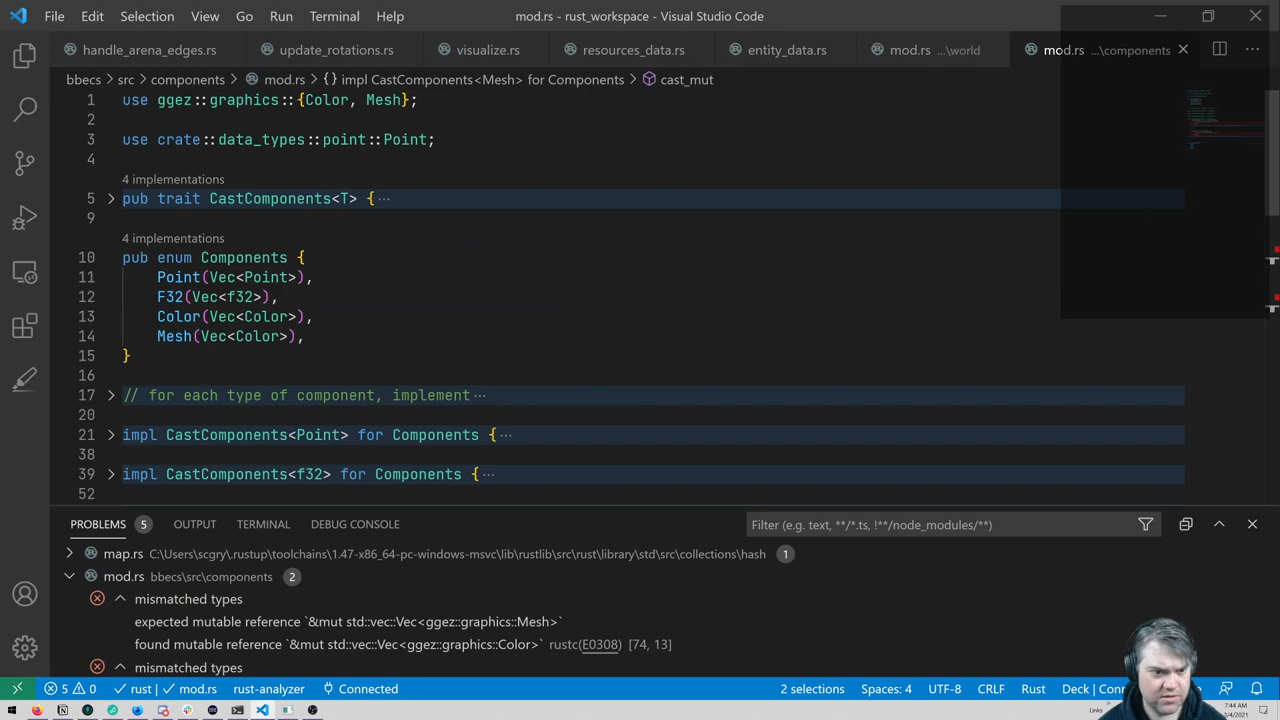 File Edit Selection View Go Run Terminal Help mod.rs - rust_workspace - Visual Studio Code
handle_arena_edges.rs update_rotations.rs visualize.rs resources_data.rs entity_data.rs mod.rs ...\world mod.rs ...\components
bbecs > src > components > mod.rs > {} impl CastComponents<Mesh> for Components > cast_mut
1 use ggez::graphics::{Color, Mesh};
2
3 use crate::data_types::point::Point;
4
4 implementations
5 pub trait CastComponents<T> { ···
9
4 implementations
10 pub enum Components {
11 Point(Vec<Point>),
12 F32(Vec<f32>),
13 Color(Vec<Color>),
14 Mesh(Vec<Color>),
15 }
16
17 // for each type of component, implement ···
20
21 impl CastComponents<Point> for Components { ···
38
39 impl CastComponents<f32> for Components { ···
52
PROBLEMS 5 OUTPUT TERMINAL DEBUG CONSOLE Filter (e.g. text, **/*.ts, !**/node_modules/**)
map.rs C:\Users\scgry\.rustup\toolchains\1.47-x86_64-pc-windows-msvc\lib\rustlib\src\rust\library\std\src\collections\hash 1
mod.rs bbecs\src\components 2
mismatched types
expected mutable reference `&mut std::vec::Vec<ggez::graphics::Mesh>`
found mutable reference `&mut std::vec::Vec<ggez::graphics::Color>` rustc(E0308) [74, 13]
mismatched types
5 0 rust | mod.rs rust-analyzer Connected 2 selections Spaces: 4 UTF-8 CRLF Rust Deck | Conn
Links 7:44 AM
3/4/2021